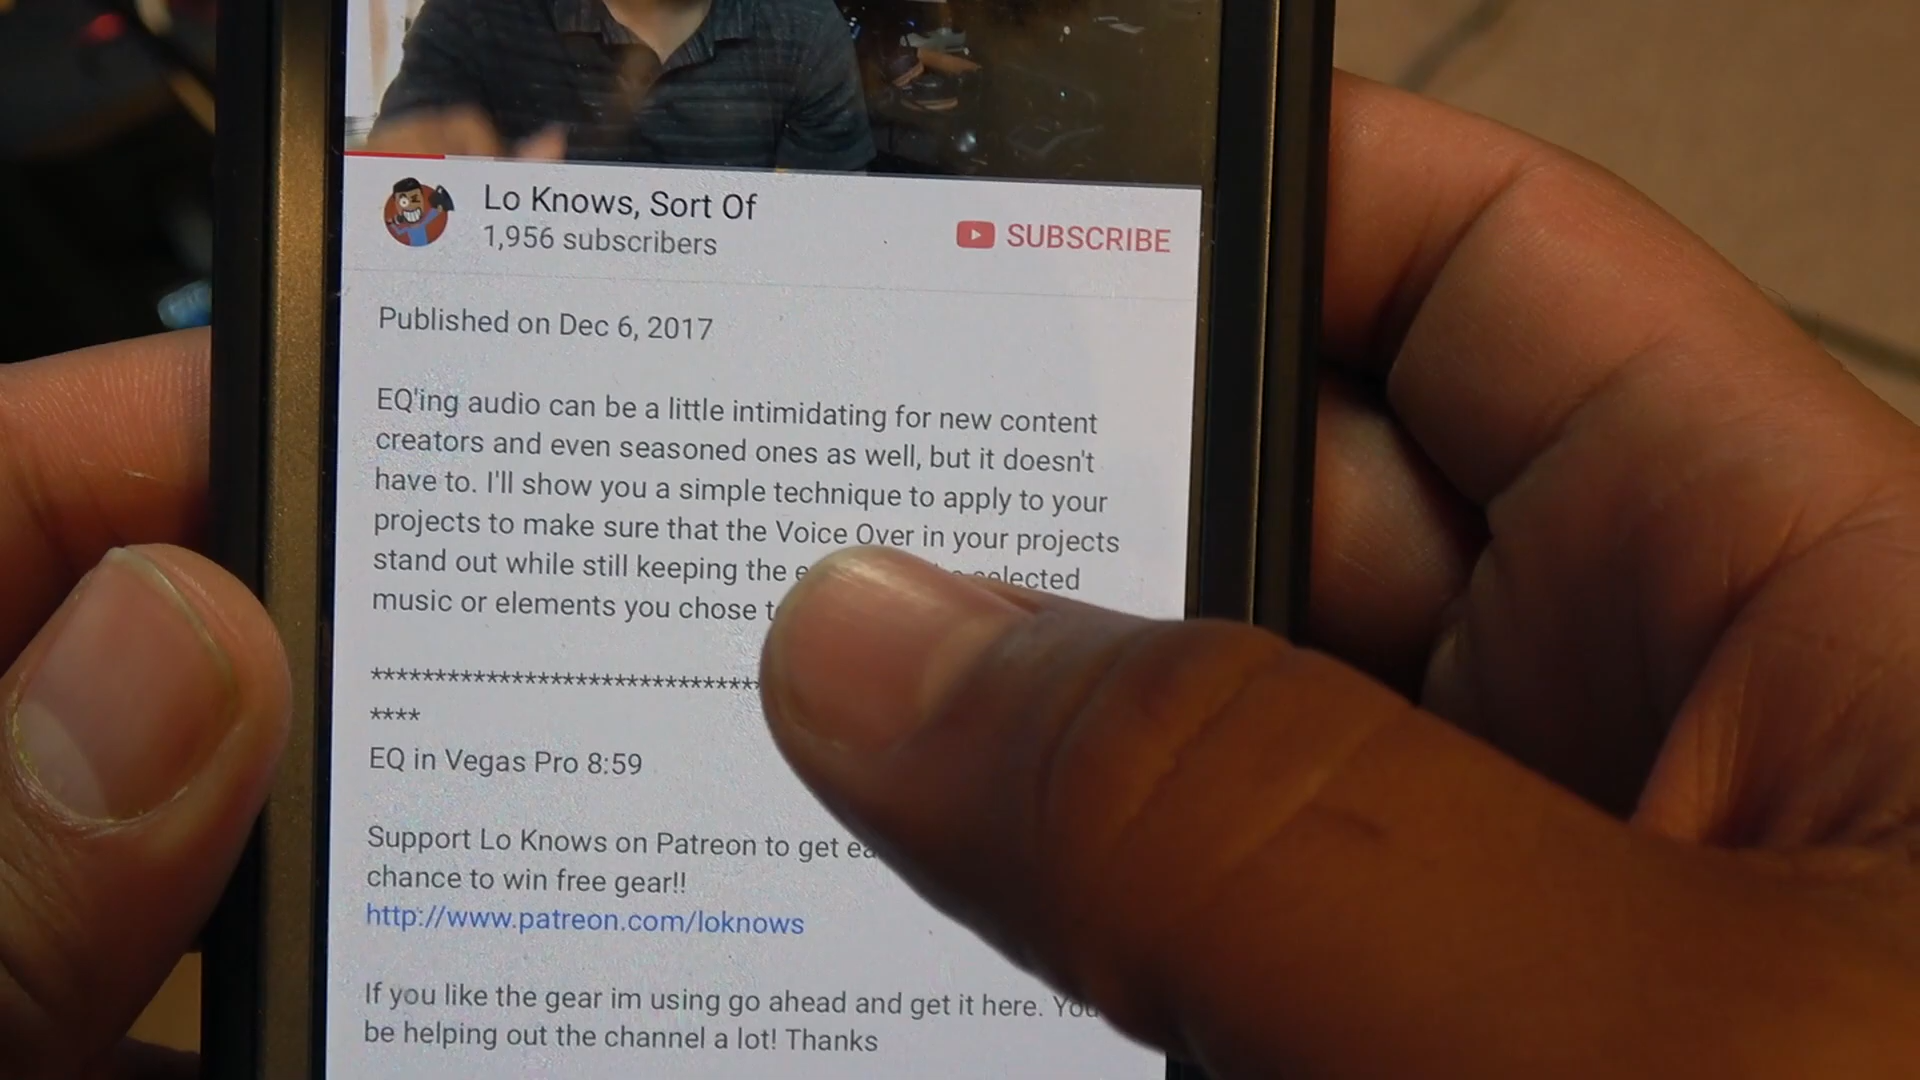 Lo Knows, Sort Of
1,956 subscribers
SUBSCRIBE
Published on Dec 6, 2017
EQ'ing audio can be a little intimidating for new content
creators and even seasoned ones as well, but it doesn't
have to. I'll show you a simple technique to apply to your
projects to make sure that the Voice Over in your projects
stand out while still keeping the selected
music or elements you chose
*******************************
****
EQ in Vegas Pro 8:59
Support Lo Knows on Patreon to get
chance to win free gear!!
http://www.patreon.com/loknows
If you like the gear im using go ahead and get it here.
be helping out the channel a lot! Thanks